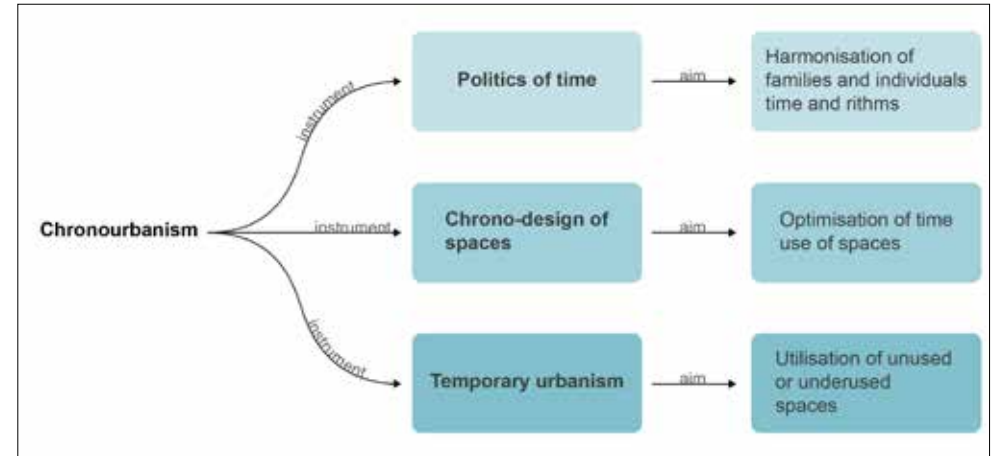 Chronourbanism
instrument
Politics of time
aim
Harmonisation of
families and individuals
time and rithms
instrument
Chrono-design of
spaces
aim
Optimisation of time
use of spaces
instrument
Temporary urbanism
aim
Utilisation of unused
or underused
spaces